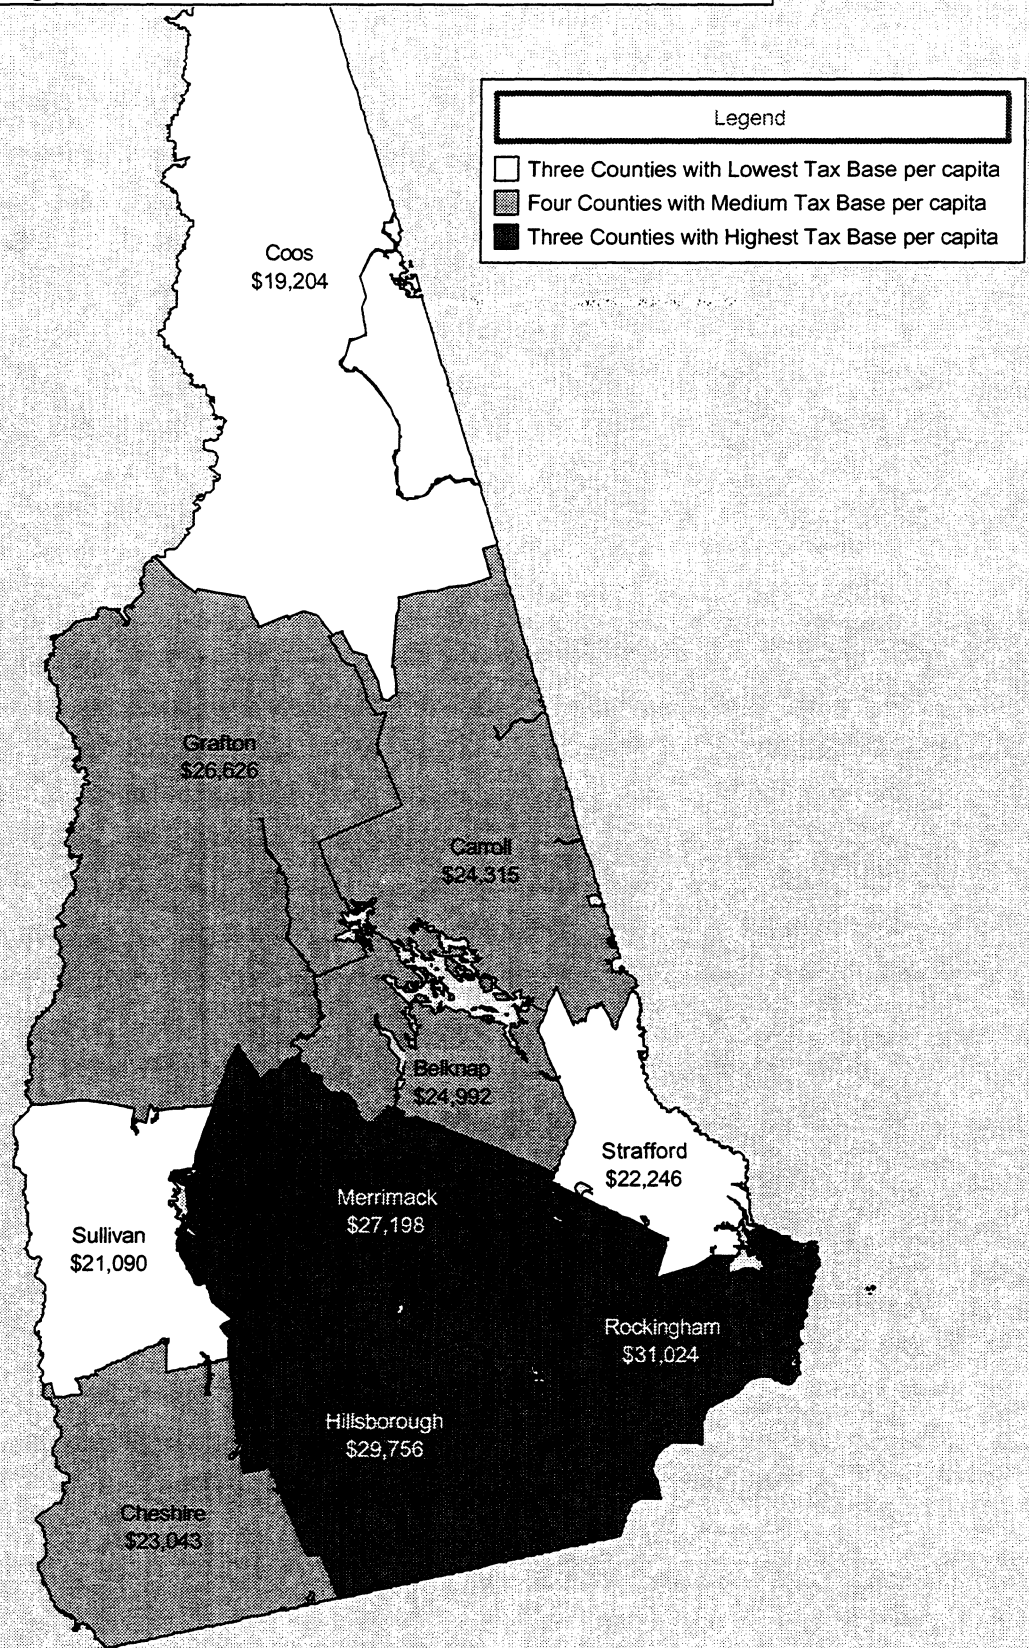 Legend
Three Counties with Lowest Tax Base per capita
Four Counties with Medium Tax Base per capita
Three Counties with Highest Tax Base per capita
Coos
$19,204
Grafton
$26,626
Carroll
$24,315
Belknap
$24,992
Strafford
$22,246
Merrimack
$27,198
Sullivan
$21,090
Rockingham
$31,024
Hillsborough
$29,756
Cheshire
$23,043